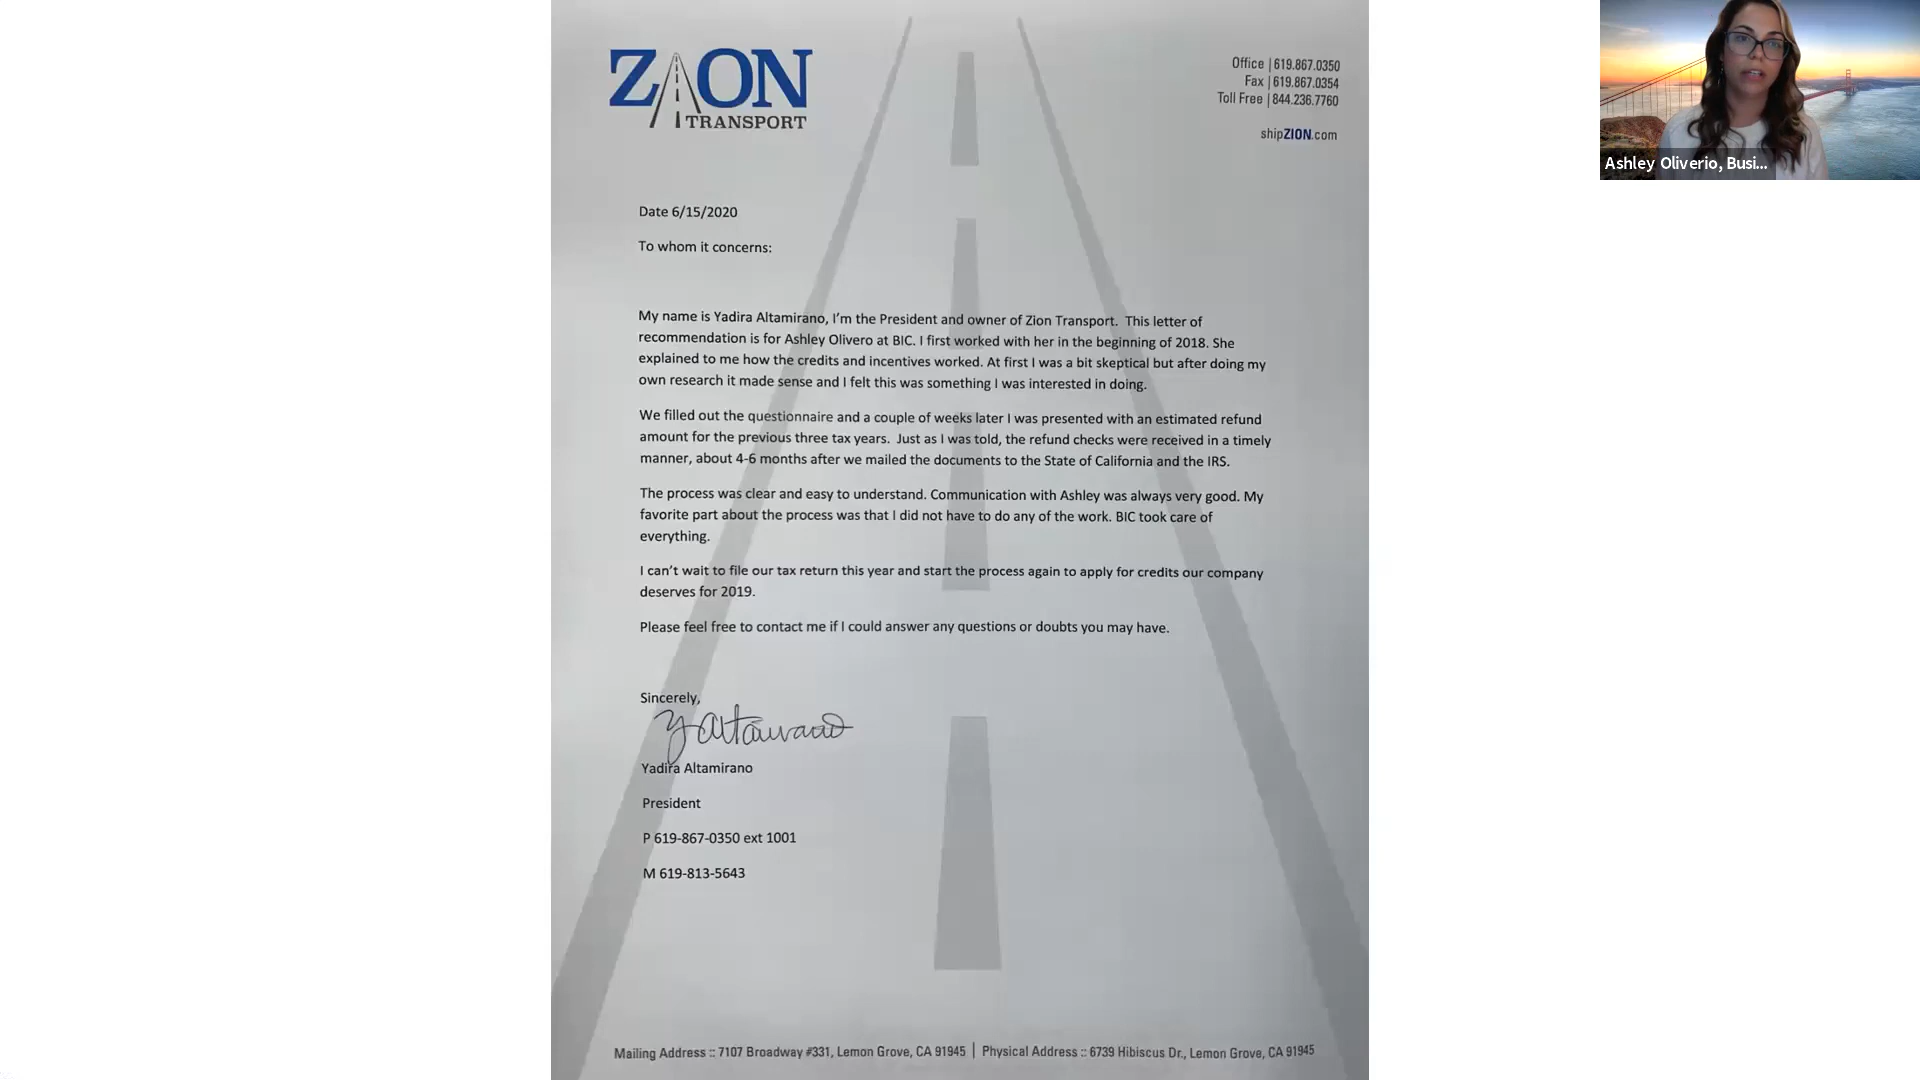 ZION
TRANSPORT
Office | 619.867.0350
Fax | 619.867.0354
Toll Free | 844.236.7760
shipZION.com
Ashley Oliverio, Busi...
Date 6/15/2020
To whom it concerns:
My name is Yadira Altamirano, I'm the President and owner of Zion Transport.  This letter of
recommendation is for Ashley Olivero at BIC. I first worked with her in the beginning of 2018. She
explained to me how the credits and incentives worked. At first I was a bit skeptical but after doing my
own research it made sense and I felt this was something I was interested in doing.
We filled out the questionnaire and a couple of weeks later I was presented with an estimated refund
amount for the previous three tax years.  Just as I was told, the refund checks were received in a timely
manner, about 4-6 months after we mailed the documents to the State of California and the IRS.
The process was clear and easy to understand. Communication with Ashley was always very good. My
favorite part about the process was that I did not have to do any of the work. BIC took care of
everything.
I can't wait to file our tax return this year and start the process again to apply for credits our company
deserves for 2019.
Please feel free to contact me if I could answer any questions or doubts you may have.
Sincerely,
Yadira Altamirano
President
P 619-867-0350 ext 1001
M 619-813-5643
Mailing Address :: 7107 Broadway #331, Lemon Grove, CA 91945 | Physical Address :: 6739 Hibiscus Dr., Lemon Grove, CA 91945